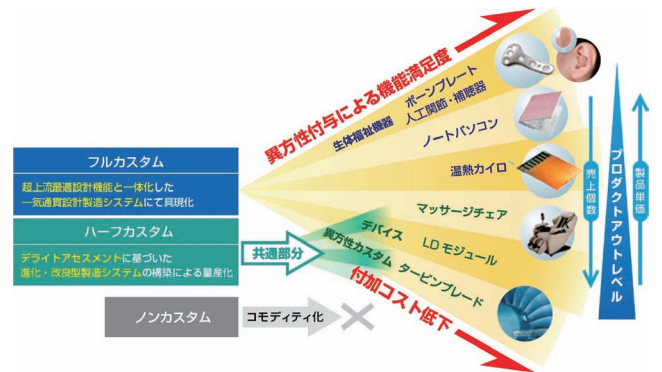 異方性付与による機能満足度
生体福祉機器
ボーンプレート
人工関節・補聴器
ノートパソコン
温熱カイロ
マッサージチェア
LDモジュール
タービンブレード
デバイス
異方性カスタム
付加コスト低下
フルカスタム
超上流最適設計機能と一体化した
一気通貫設計製造システムにて具現化
ハーフカスタム
デライトアセスメントに基づいた
進化・改良型製造システムの構築による量産化
共通部分
ノンカスタム
コモディティ化
売上個数
プロダクトアウトレベル
製品単価